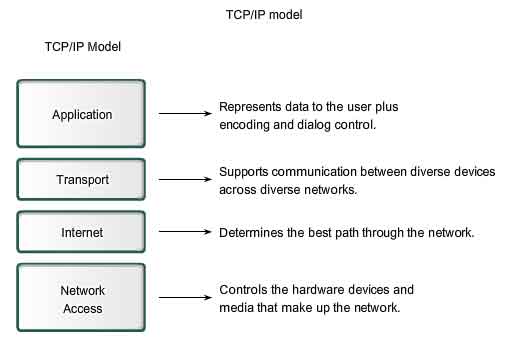 TCP/IP model
TCP/IP Model
Application
Represents data to the user plus
encoding and dialog control.
Transport
Supports communication between diverse devices
across diverse networks.
Internet
Determines the best path through the network.
Network
Access
Controls the hardware devices and
media that make up the network.